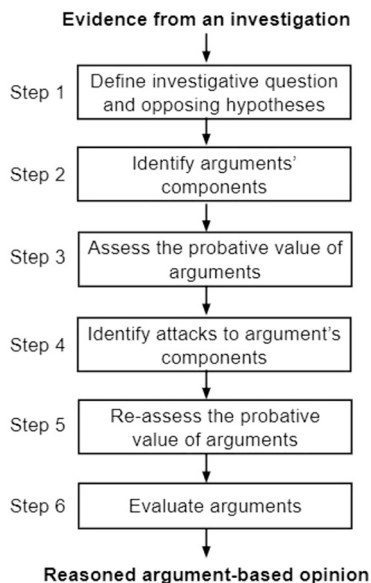 Evidence from an investigation
Step 1
Define investigative question
and opposing hypotheses
Step 2
Identify arguments’
components
Step 3
Assess the probative value of
arguments
Step 4
Identify attacks to argument’s
components
Step 5
Re-assess the probative
value of arguments
Step 6
Evaluate arguments
Reasoned argument-based opinion